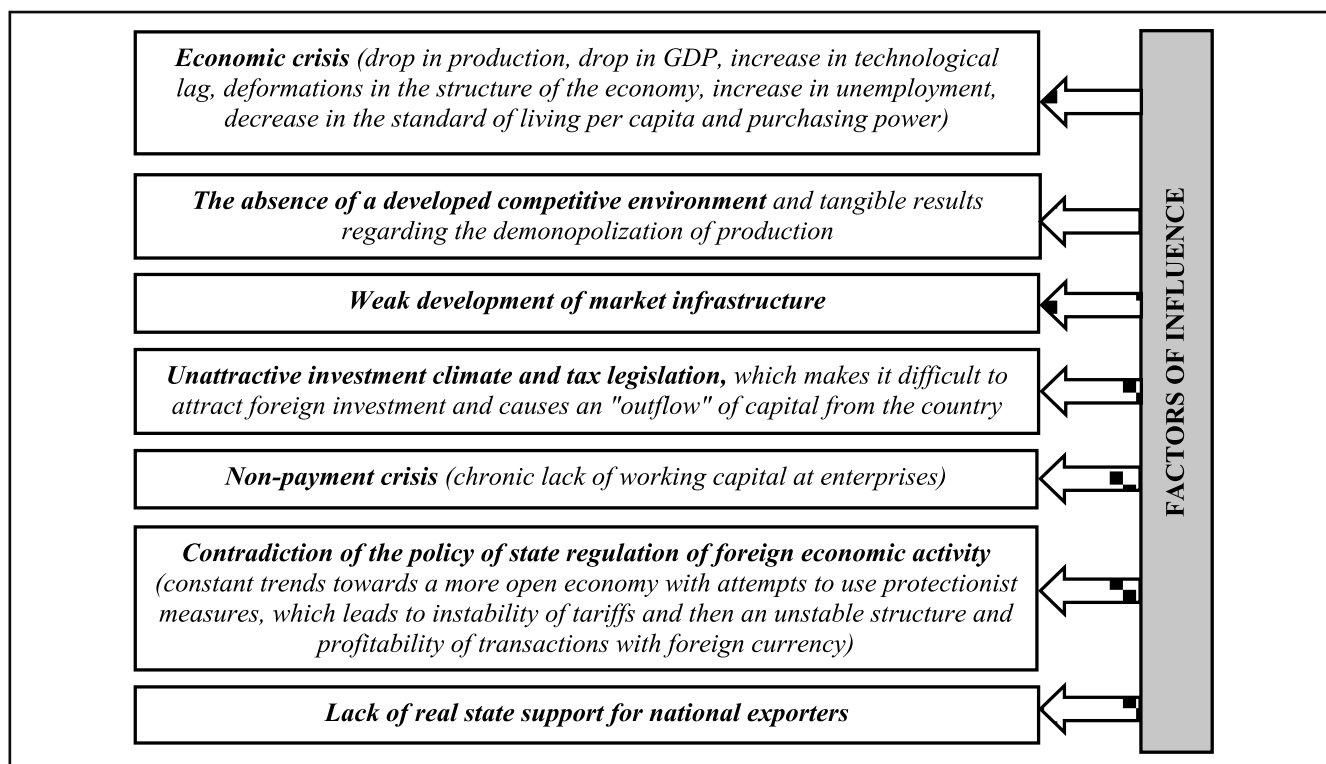 Economic crisis (drop in production, drop in GDP, increase in technological
lag, deformations in the structure of the economy, increase in unemployment,
decrease in the standard of living per capita and purchasing power)
The absence of a developed competitive environment and tangible results
regarding the demonopolization of production
Weak development of market infrastructure
Unattractive investment climate and tax legislation, which makes it difficult to
attract foreign investment and causes an "outflow" of capital from the country
Non-payment crisis (chronic lack of working capital at enterprises)
Contradiction of the policy of state regulation of foreign economic activity
(constant trends towards a more open economy with attempts to use protectionist
measures, which leads to instability of tariffs and then an unstable structure and
profitability of transactions with foreign currency)
Lack of real state support for national exporters
FACTORS OF INFLUENCE